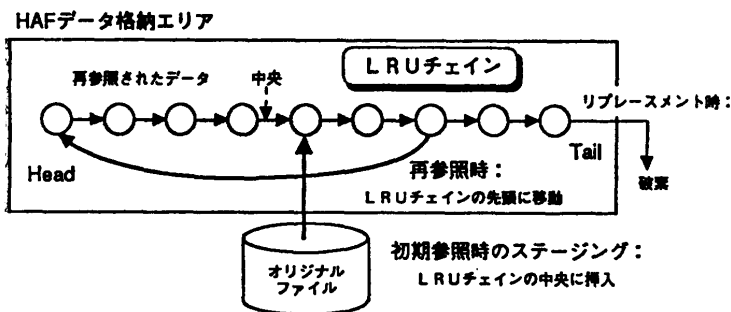 HAFデータ格納エリア
LRUチェイン
再参照されたデータ
中央
リプレースメント時：
Head
Tail
再参照時：
LRUチェインの先頭に移動
破棄
オリジナル
ファイル
初期参照時のステージング：
LRUチェインの中央に挿入